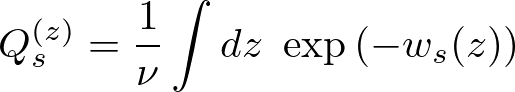 $Q_s^{(z)} = \frac{1}{\nu} \int dz \ \exp\left(-w_s(z)\right)$